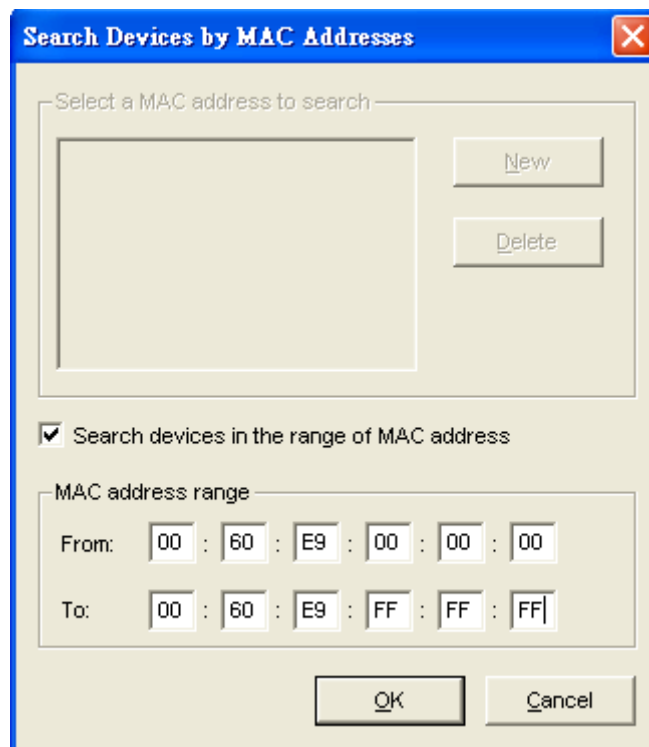 Search Devices by MAC Addresses
Select a MAC address to search
New
Delete
Search devices in the range of MAC address
MAC address range
From: 00 : 60 : E9 : 00 : 00 : 00
To: 00 : 60 : E9 : FF : FF : FF
OK Cancel